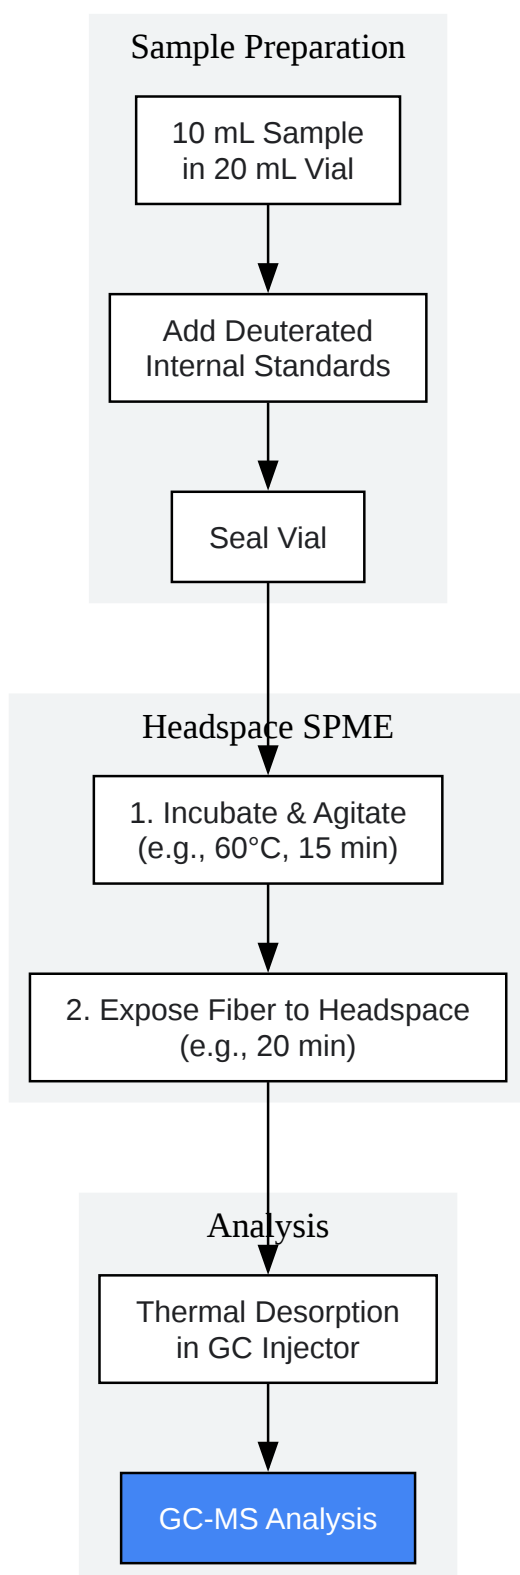 Sample Preparation
10 mL Sample
in 20 mL Vial
Add Deuterated
Internal Standards
Seal Vial
Headspace SPME
1. Incubate & Agitate
(e.g., 60°C, 15 min)
2. Expose Fiber to Headspace
(e.g., 20 min)
Analysis
Thermal Desorption
in GC Injector
GC-MS Analysis